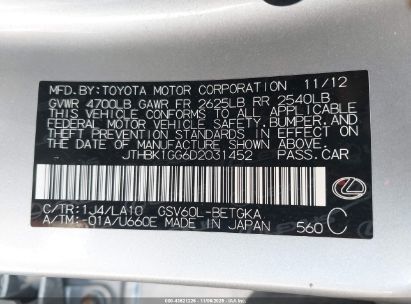 MFD.BY:TOYOTA MOTOR CORPORATION 11/12
GVWR 4700LB GAWR FR 2625LB RR 2540LB
THIS VEHICLE CONFORMS TO ALL APPLICABLE
FEDERAL MOTOR VEHICLE SAFETY,BUMPER,AND
THEFT PREVENTION STANDARDS IN EFFECT ON
THE DATE OF MANUFACTURE SHOWN ABOVE.
JTHBK1GG6D2031452 PASS.CAR
C/TR:1J4/LA10 GSV60L-BETGKA
A/TM:-01A/U660E MADE IN JAPAN 560 C